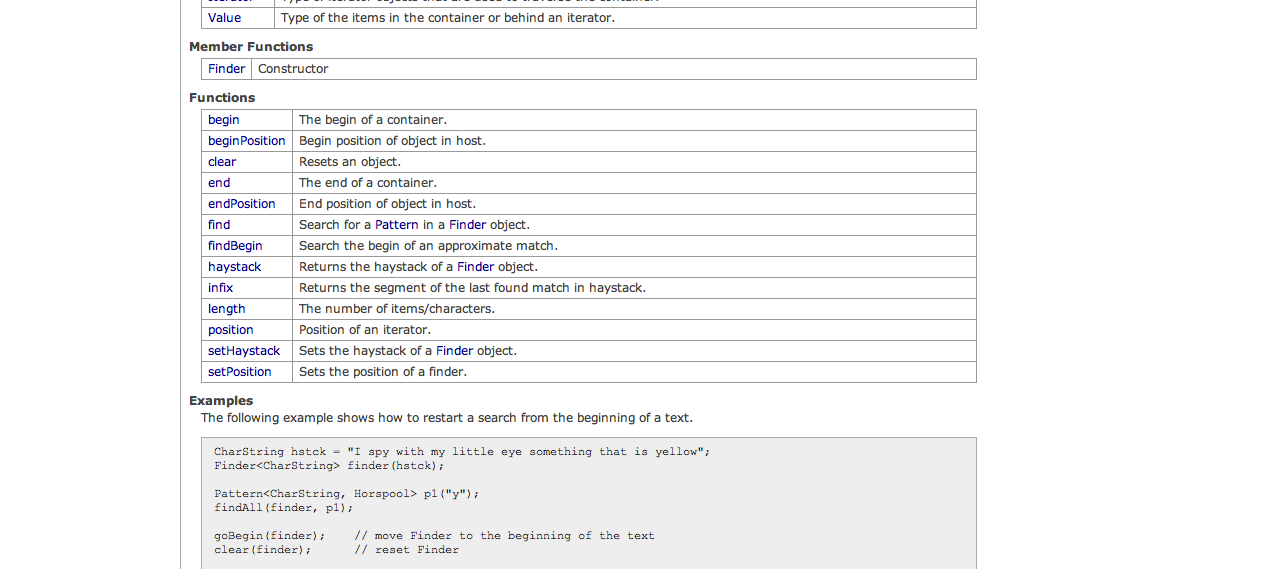 Value Type of the items in the container or behind an iterator.
Member Functions
Finder Constructor
Functions
begin The begin of a container.
beginPosition Begin position of object in host.
clear Resets an object.
end The end of a container.
endPosition End position of object in host.
find Search for a Pattern in a Finder object.
findBegin Search the begin of an approximate match.
haystack Returns the haystack of a Finder object.
infix Returns the segment of the last found match in haystack.
length The number of items/characters.
position Position of an iterator.
setHaystack Sets the haystack of a Finder object.
setPosition Sets the position of a finder.
Examples
The following example shows how to restart a search from the beginning of a text.
CharString hstck = "I spy with my little eye something that is yellow";
Finder<CharString> finder(hstck);
Pattern<CharString, Horspool> p1("y");
findAll(finder, p1);
goBegin(finder);    // move Finder to the beginning of the text
clear(finder);      // reset Finder